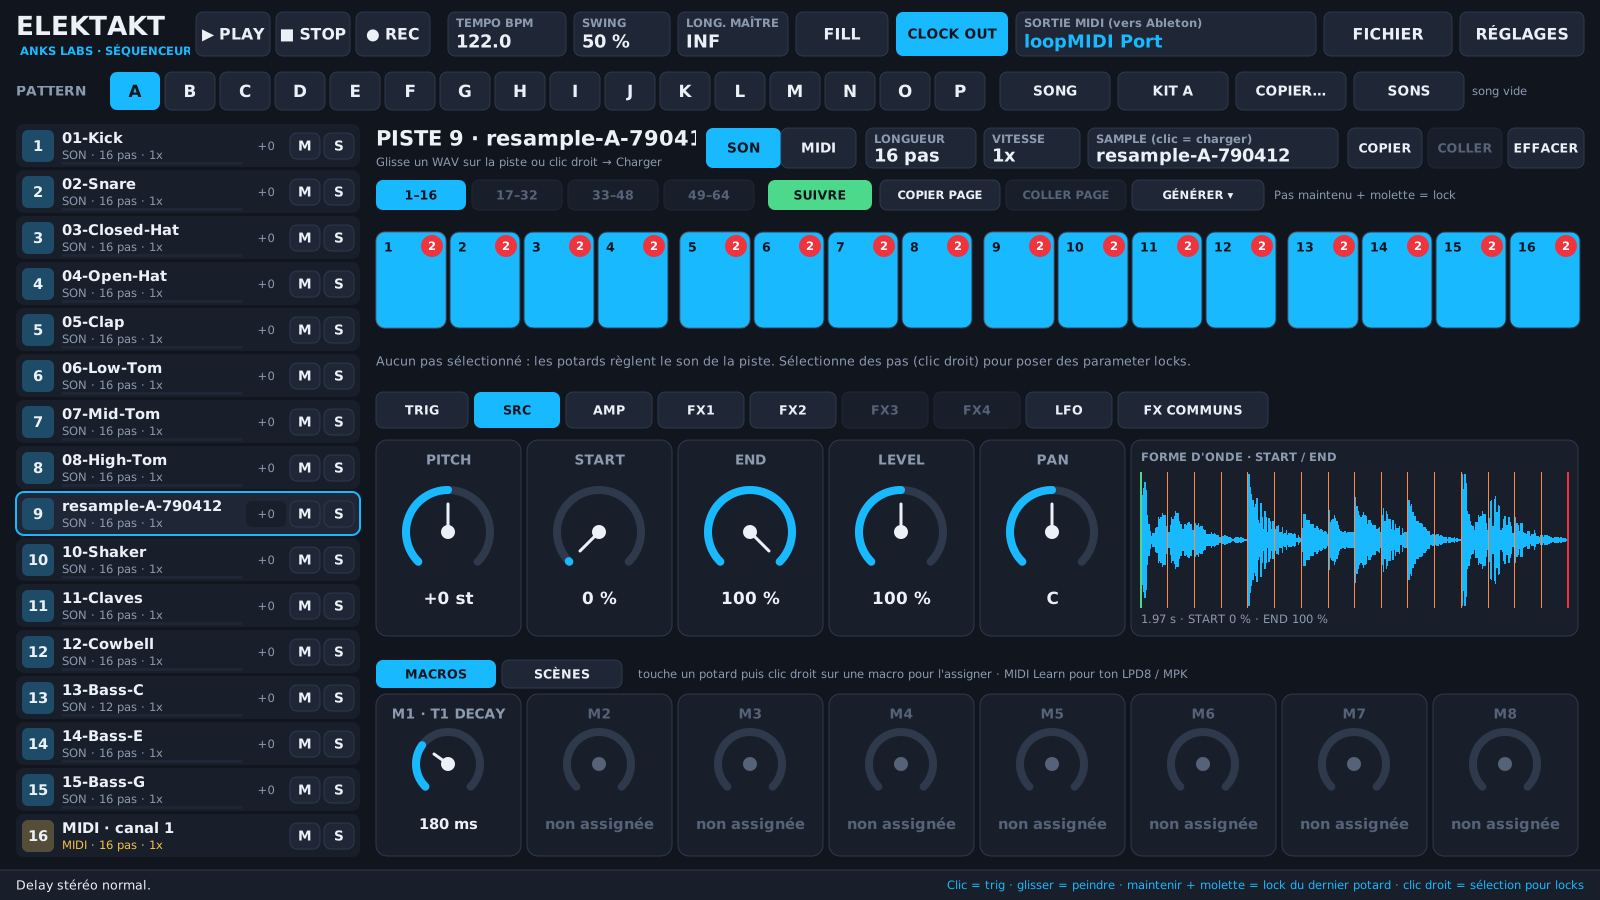 ELEKTAKT
ANKS LABS · SÉQUENCEUR
▶ PLAY
■ STOP
● REC
TEMPO BPM
122.0
SWING
50 %
LONG. MAÎTRE
INF
FILL
CLOCK OUT
SORTIE MIDI (vers Ableton)
loopMIDI Port
FICHIER
RÉGLAGES
PATTERN
A B C D E F G H I J K L M N O P
SONG
KIT A
COPIER...
SONS
song vide
1
01-Kick
SON · 16 pas · 1x
+0 M S
2
02-Snare
SON · 16 pas · 1x
+0 M S
3
03-Closed-Hat
SON · 16 pas · 1x
+0 M S
4
04-Open-Hat
SON · 16 pas · 1x
+0 M S
5
05-Clap
SON · 16 pas · 1x
+0 M S
6
06-Low-Tom
SON · 16 pas · 1x
+0 M S
7
07-Mid-Tom
SON · 16 pas · 1x
+0 M S
8
08-High-Tom
SON · 16 pas · 1x
+0 M S
9
resample-A-790412
SON · 16 pas · 1x
+0 M S
10
10-Shaker
SON · 16 pas · 1x
+0 M S
11
11-Claves
SON · 16 pas · 1x
+0 M S
12
12-Cowbell
SON · 16 pas · 1x
+0 M S
13
13-Bass-C
SON · 12 pas · 1x
+0 M S
14
14-Bass-E
SON · 16 pas · 1x
+0 M S
15
15-Bass-G
SON · 16 pas · 1x
+0 M S
16
MIDI · canal 1
MIDI · 16 pas · 1x
M S
PISTE 9 · resample-A-79041
Glisse un WAV sur la piste ou clic droit → Charger
SON
MIDI
LONGUEUR
16 pas
VITESSE
1x
SAMPLE (clic = charger)
resample-A-790412
COPIER
COLLER
EFFACER
1–16
17–32
33–48
49–64
SUIVRE
COPIER PAGE
COLLER PAGE
GÉNÉRER ▾
Pas maintenu + molette = lock
1 2 2 2 3 2 4 2 5 2 6 2 7 2 8 2 9 2 10 2 11 2 12 2 13 2 14 2 15 2 16 2
Aucun pas sélectionné : les potards règlent le son de la piste. Sélectionne des pas (clic droit) pour poser des parameter locks.
TRIG
SRC
AMP
FX1
FX2
FX3
FX4
LFO
FX COMMUNS
PITCH
+0 st
START
0 %
END
100 %
LEVEL
100 %
PAN
C
FORME D'ONDE · START / END
1.97 s · START 0 % · END 100 %
MACROS
SCÈNES
touche un potard puis clic droit sur une macro pour l'assigner · MIDI Learn pour ton LPD8 / MPK
M1 · T1 DECAY
180 ms
M2
non assignée
M3
non assignée
M4
non assignée
M5
non assignée
M6
non assignée
M7
non assignée
M8
non assignée
Delay stéréo normal.
Clic = trig · glisser = peindre · maintenir + molette = lock du dernier potard · clic droit = sélection pour locks